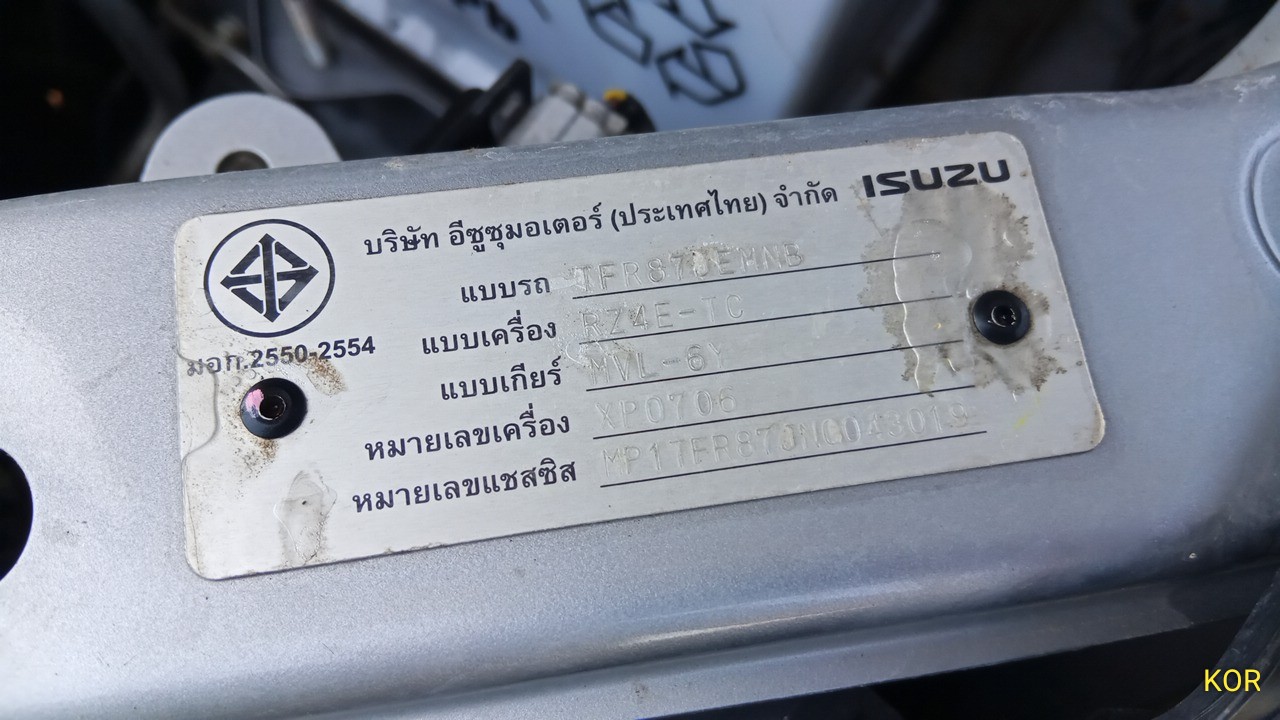 บริษัท อีซูซุมอเตอร์ (ประเทศไทย) จำกัด ISUZU
แบบรถ TFR87JEMNB
แบบเครื่อง RZ4E-TC
มอก.2550-2554
แบบเกียร์ MVL-6Y
หมายเลขเครื่อง XP0706
หมายเลขแชสซิส MP1TFR87JNG043019
KOR